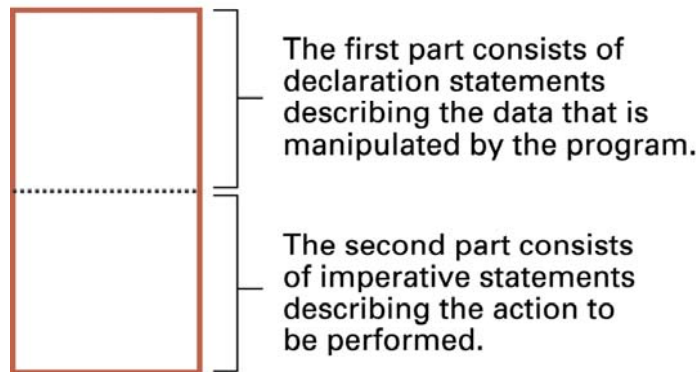 The first part consists of
declaration statements
describing the data that is
manipulated by the program.
The second part consists
of imperative statements
describing the action to
be performed.